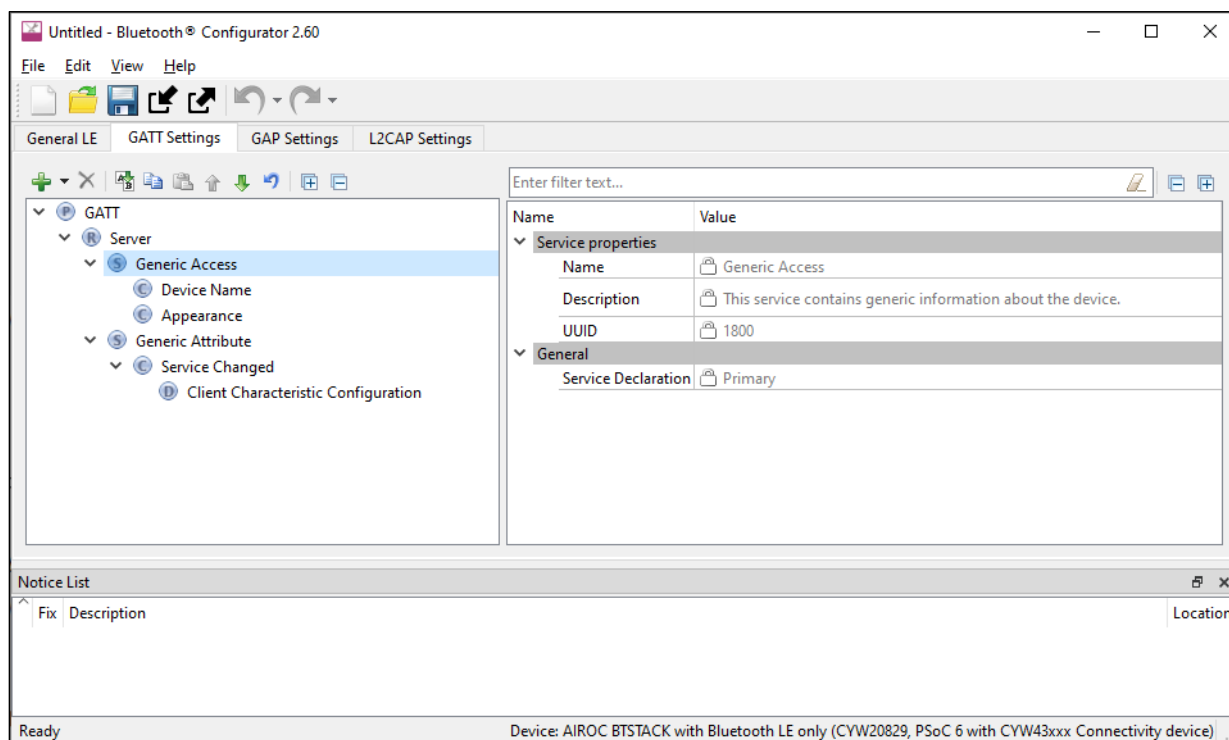 Untitled - Bluetooth® Configurator 2.60
File Edit View Help
General LE GATT Settings GAP Settings L2CAP Settings
Enter filter text...
P GATT
R Server
S Generic Access
C Device Name
C Appearance
S Generic Attribute
C Service Changed
D Client Characteristic Configuration
Name Value
Service properties
Name Generic Access
Description This service contains generic information about the device.
UUID 1800
General
Service Declaration Primary
Notice List
Fix Description Location
Ready Device: AIROC BTSTACK with Bluetooth LE only (CYW20829, PSoC 6 with CYW43xxx Connectivity device)